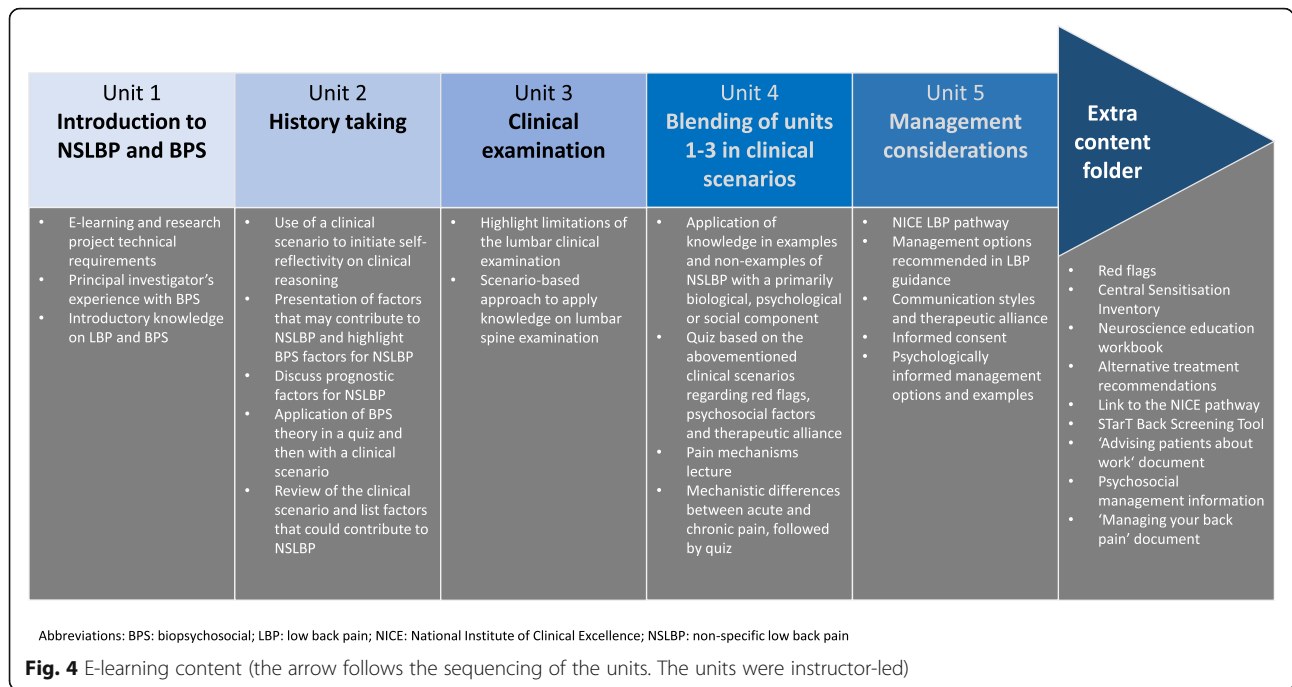 Unit 1
Introduction to
NSLBP and BPS
• E-learning and research
project technical
requirements
• Principal investigator's
experience with BPS
• Introductory knowledge
on LBP and BPS
Unit 2
History taking
• Use of a clinical
scenario to initiate self-
reflectivity on clinical
reasoning
• Presentation of factors
that may contribute to
NSLBP and highlight
BPS factors for NSLBP
• Discuss prognostic
factors for NSLBP
• Application of BPS
theory in a quiz and
then with a clinical
scenario
• Review of the clinical
scenario and list factors
that could contribute to
NSLBP
Unit 3
Clinical
examination
• Highlight limitations of
the lumbar clinical
examination
• Scenario-based
approach to apply
knowledge on lumbar
spine examination
Unit 4
Blending of units
1-3 in clinical
scenarios
• Application of
knowledge in examples
and non-examples of
NSLBP with a primarily
biological, psychological
or social component
• Quiz based on the
abovementioned
clinical scenarios
regarding red flags,
psychosocial factors
and therapeutic alliance
• Pain mechanisms
lecture
• Mechanistic differences
between acute and
chronic pain, followed
by quiz
Unit 5
Management
considerations
• NICE LBP pathway
• Management options
recommended in LBP
guidance
• Communication styles
and therapeutic alliance
• Informed consent
• Psychologically
informed management
options and examples
Extra
content
folder
• Red flags
• Central Sensitisation
Inventory
• Neuroscience education
workbook
• Alternative treatment
recommendations
• Link to the NICE pathway
• STarT Back Screening Tool
• 'Advising patients about
work' document
• Psychosocial
management information
• 'Managing your back
pain' document
Abbreviations: BPS: biopsychosocial; LBP: low back pain; NICE: National Institute of Clinical Excellence; NSLBP: non-specific low back pain
Fig. 4 E-learning content (the arrow follows the sequencing of the units. The units were instructor-led)